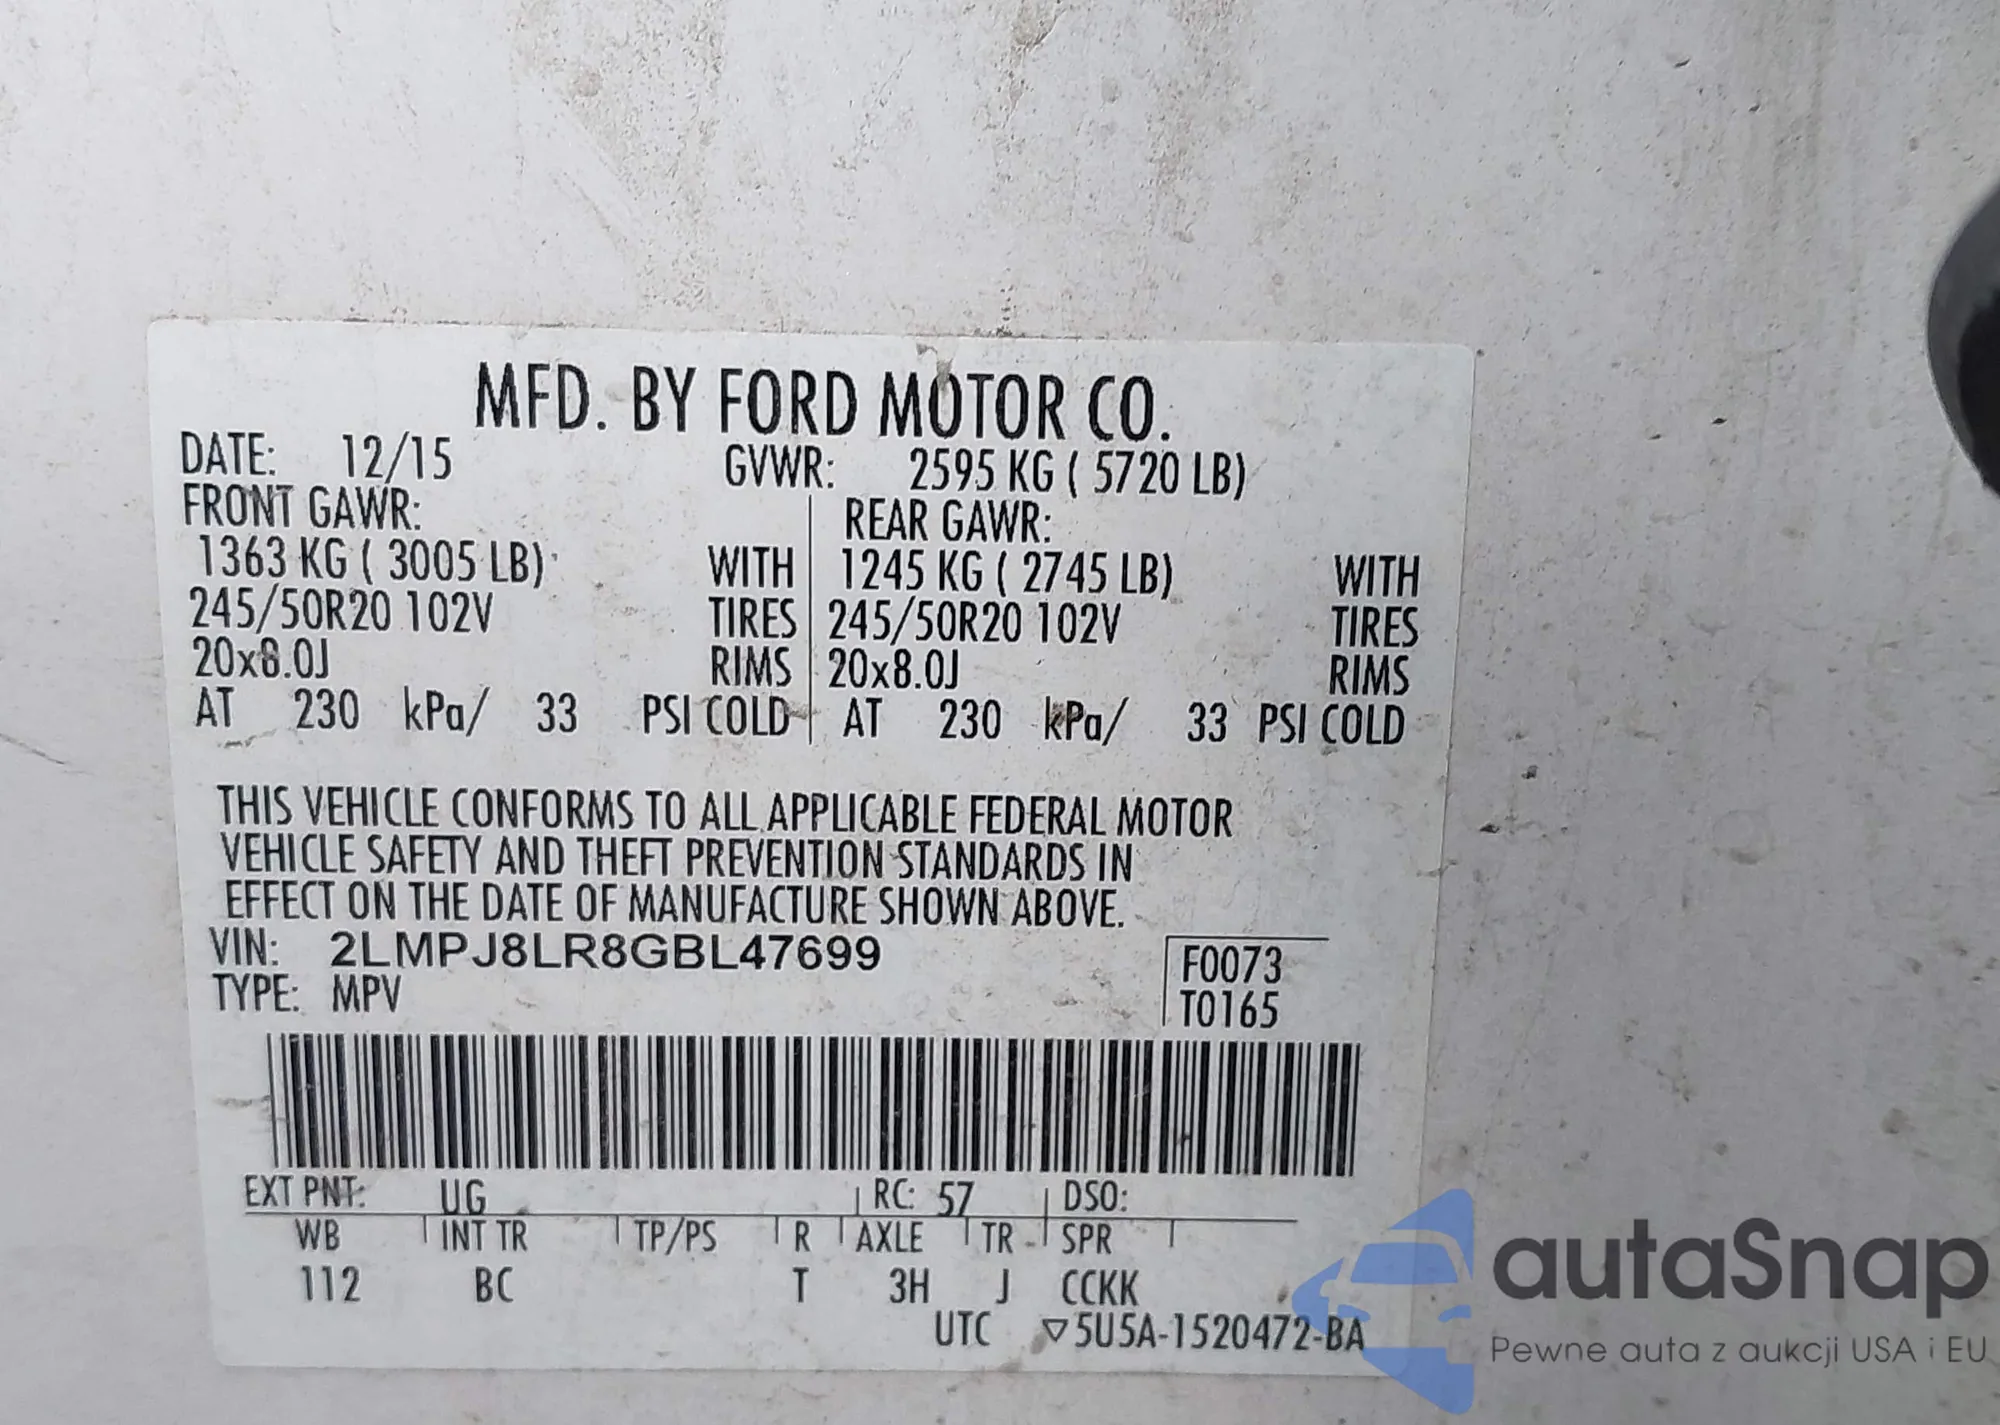 MFD. BY FORD MOTOR CO.
DATE: 12/15 GVWR: 2595 KG ( 5720 LB)
FRONT GAWR: REAR GAWR:
1363 KG ( 3005 LB) WITH 1245 KG ( 2745 LB) WITH
245/50R20 102V TIRES 245/50R20 102V TIRES
20x8.0J RIMS 20x8.0J RIMS
AT 230 kPa/ 33 PSI COLD AT 230 kPa/ 33 PSI COLD
THIS VEHICLE CONFORMS TO ALL APPLICABLE FEDERAL MOTOR
VEHICLE SAFETY AND THEFT PREVENTION STANDARDS IN
EFFECT ON THE DATE OF MANUFACTURE SHOWN ABOVE.
VIN: 2LMPJ8LR8GBL47699 F0073
TYPE: MPV T0165
EXT PNT: UG RC: 57 DSO:
WB INT TR TP/PS R AXLE TR SPR
112 BC T 3H J CCKK
UTC ▽5U5A-1520472-BA
autaSnap
Pewne auta z aukcji USA i EU